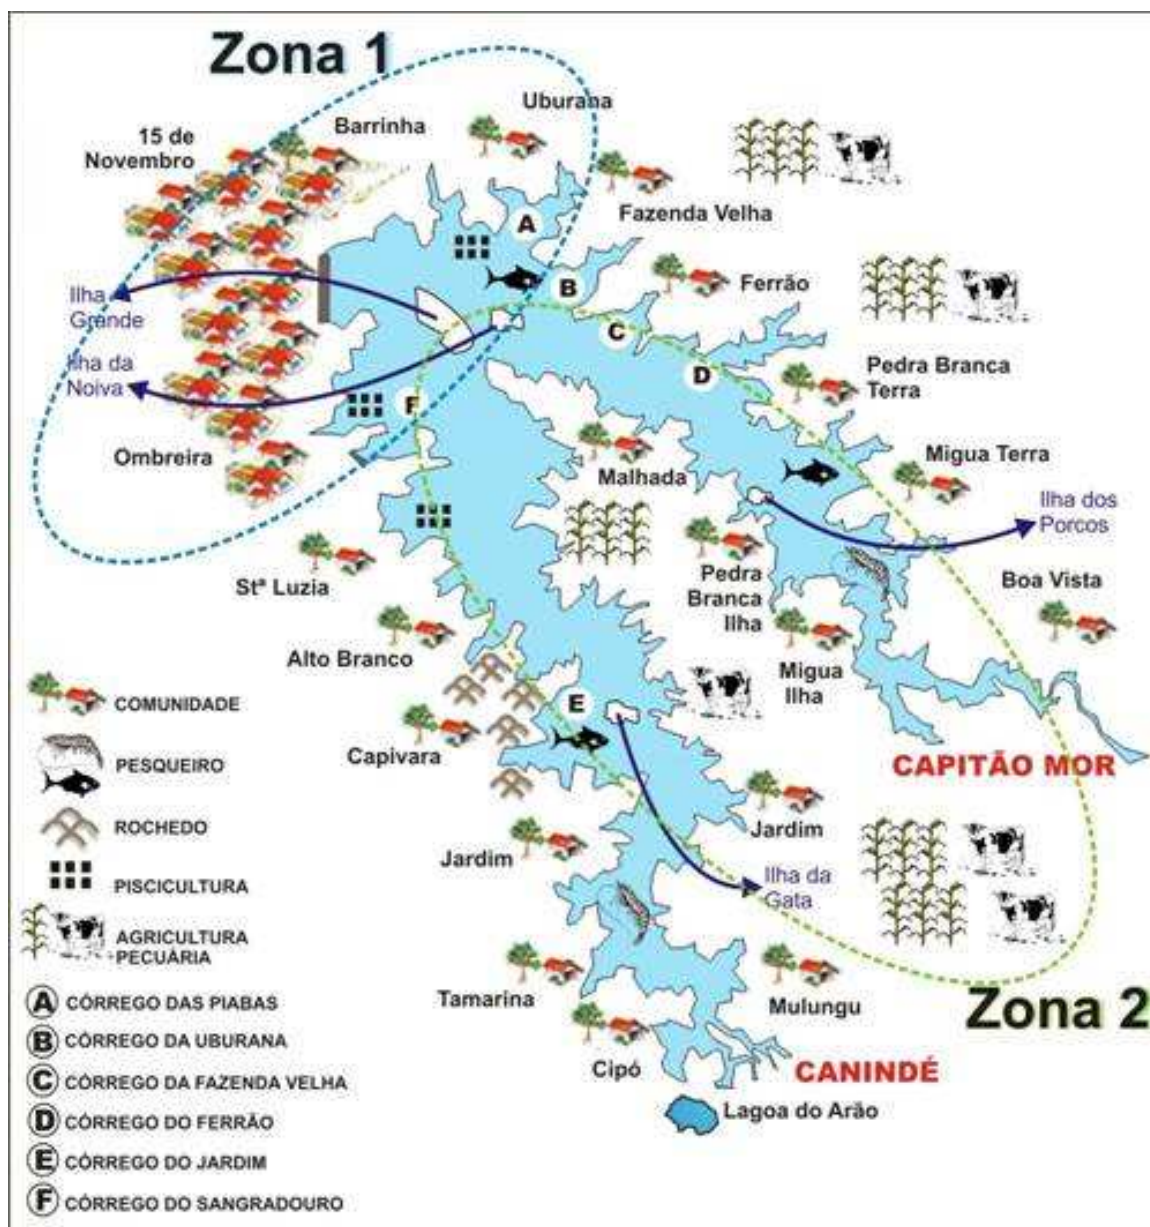 Zona 1
Uburana
Barrinha
15 de
Novembro
Fazenda Velha
A
Ferrão
B
Ilha
Grande
C
Ilha da
Noiva
D
Pedra Branca
Terra
F
Ombreira
Malhada
Migua Terra
Ilha dos
Porcos
Stª Luzia
Pedra
Branca
Ilha
Boa Vista
Alto Branco
Migua
Ilha
E
Capivara
CAPITÃO MOR
Jardim
Jardim
Ilha da
Gata
Tamarina
Mulungu
Zona 2
Cipó
CANINDÉ
Lagoa do Arão
COMUNIDADE
PESQUEIRO
ROCHEDO
PISCICULTURA
AGRICULTURA
PECUÁRIA
A CÓRREGO DAS PIABAS
B CÓRREGO DA UBURANA
C CÓRREGO DA FAZENDA VELHA
D CÓRREGO DO FERRÃO
E CÓRREGO DO JARDIM
F CÓRREGO DO SANGRADOURO